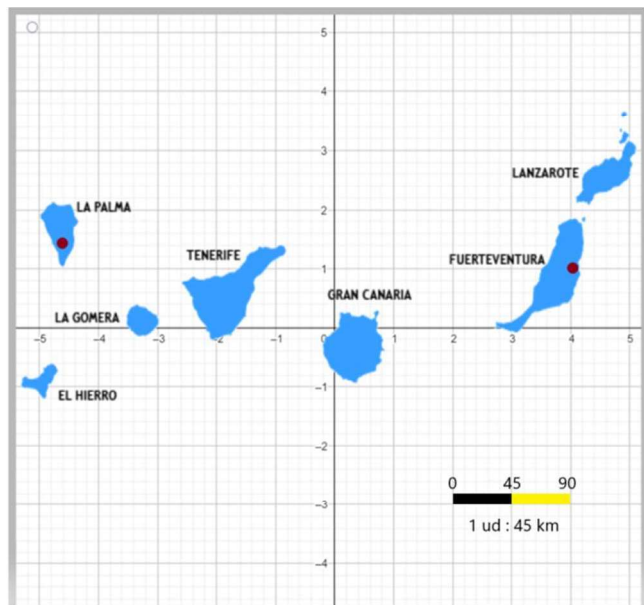 5
4
3
LANZAROTE
LA PALMA
2
TENERIFE
FUERTEVENTURA
1
GRAN CANARIA
LA GOMERA
−5 −4 −3 −2 −1 0 1 2 3 4 5
−1
EL HIERRO
−2
0 45 90
−3
1 ud : 45 km
−4